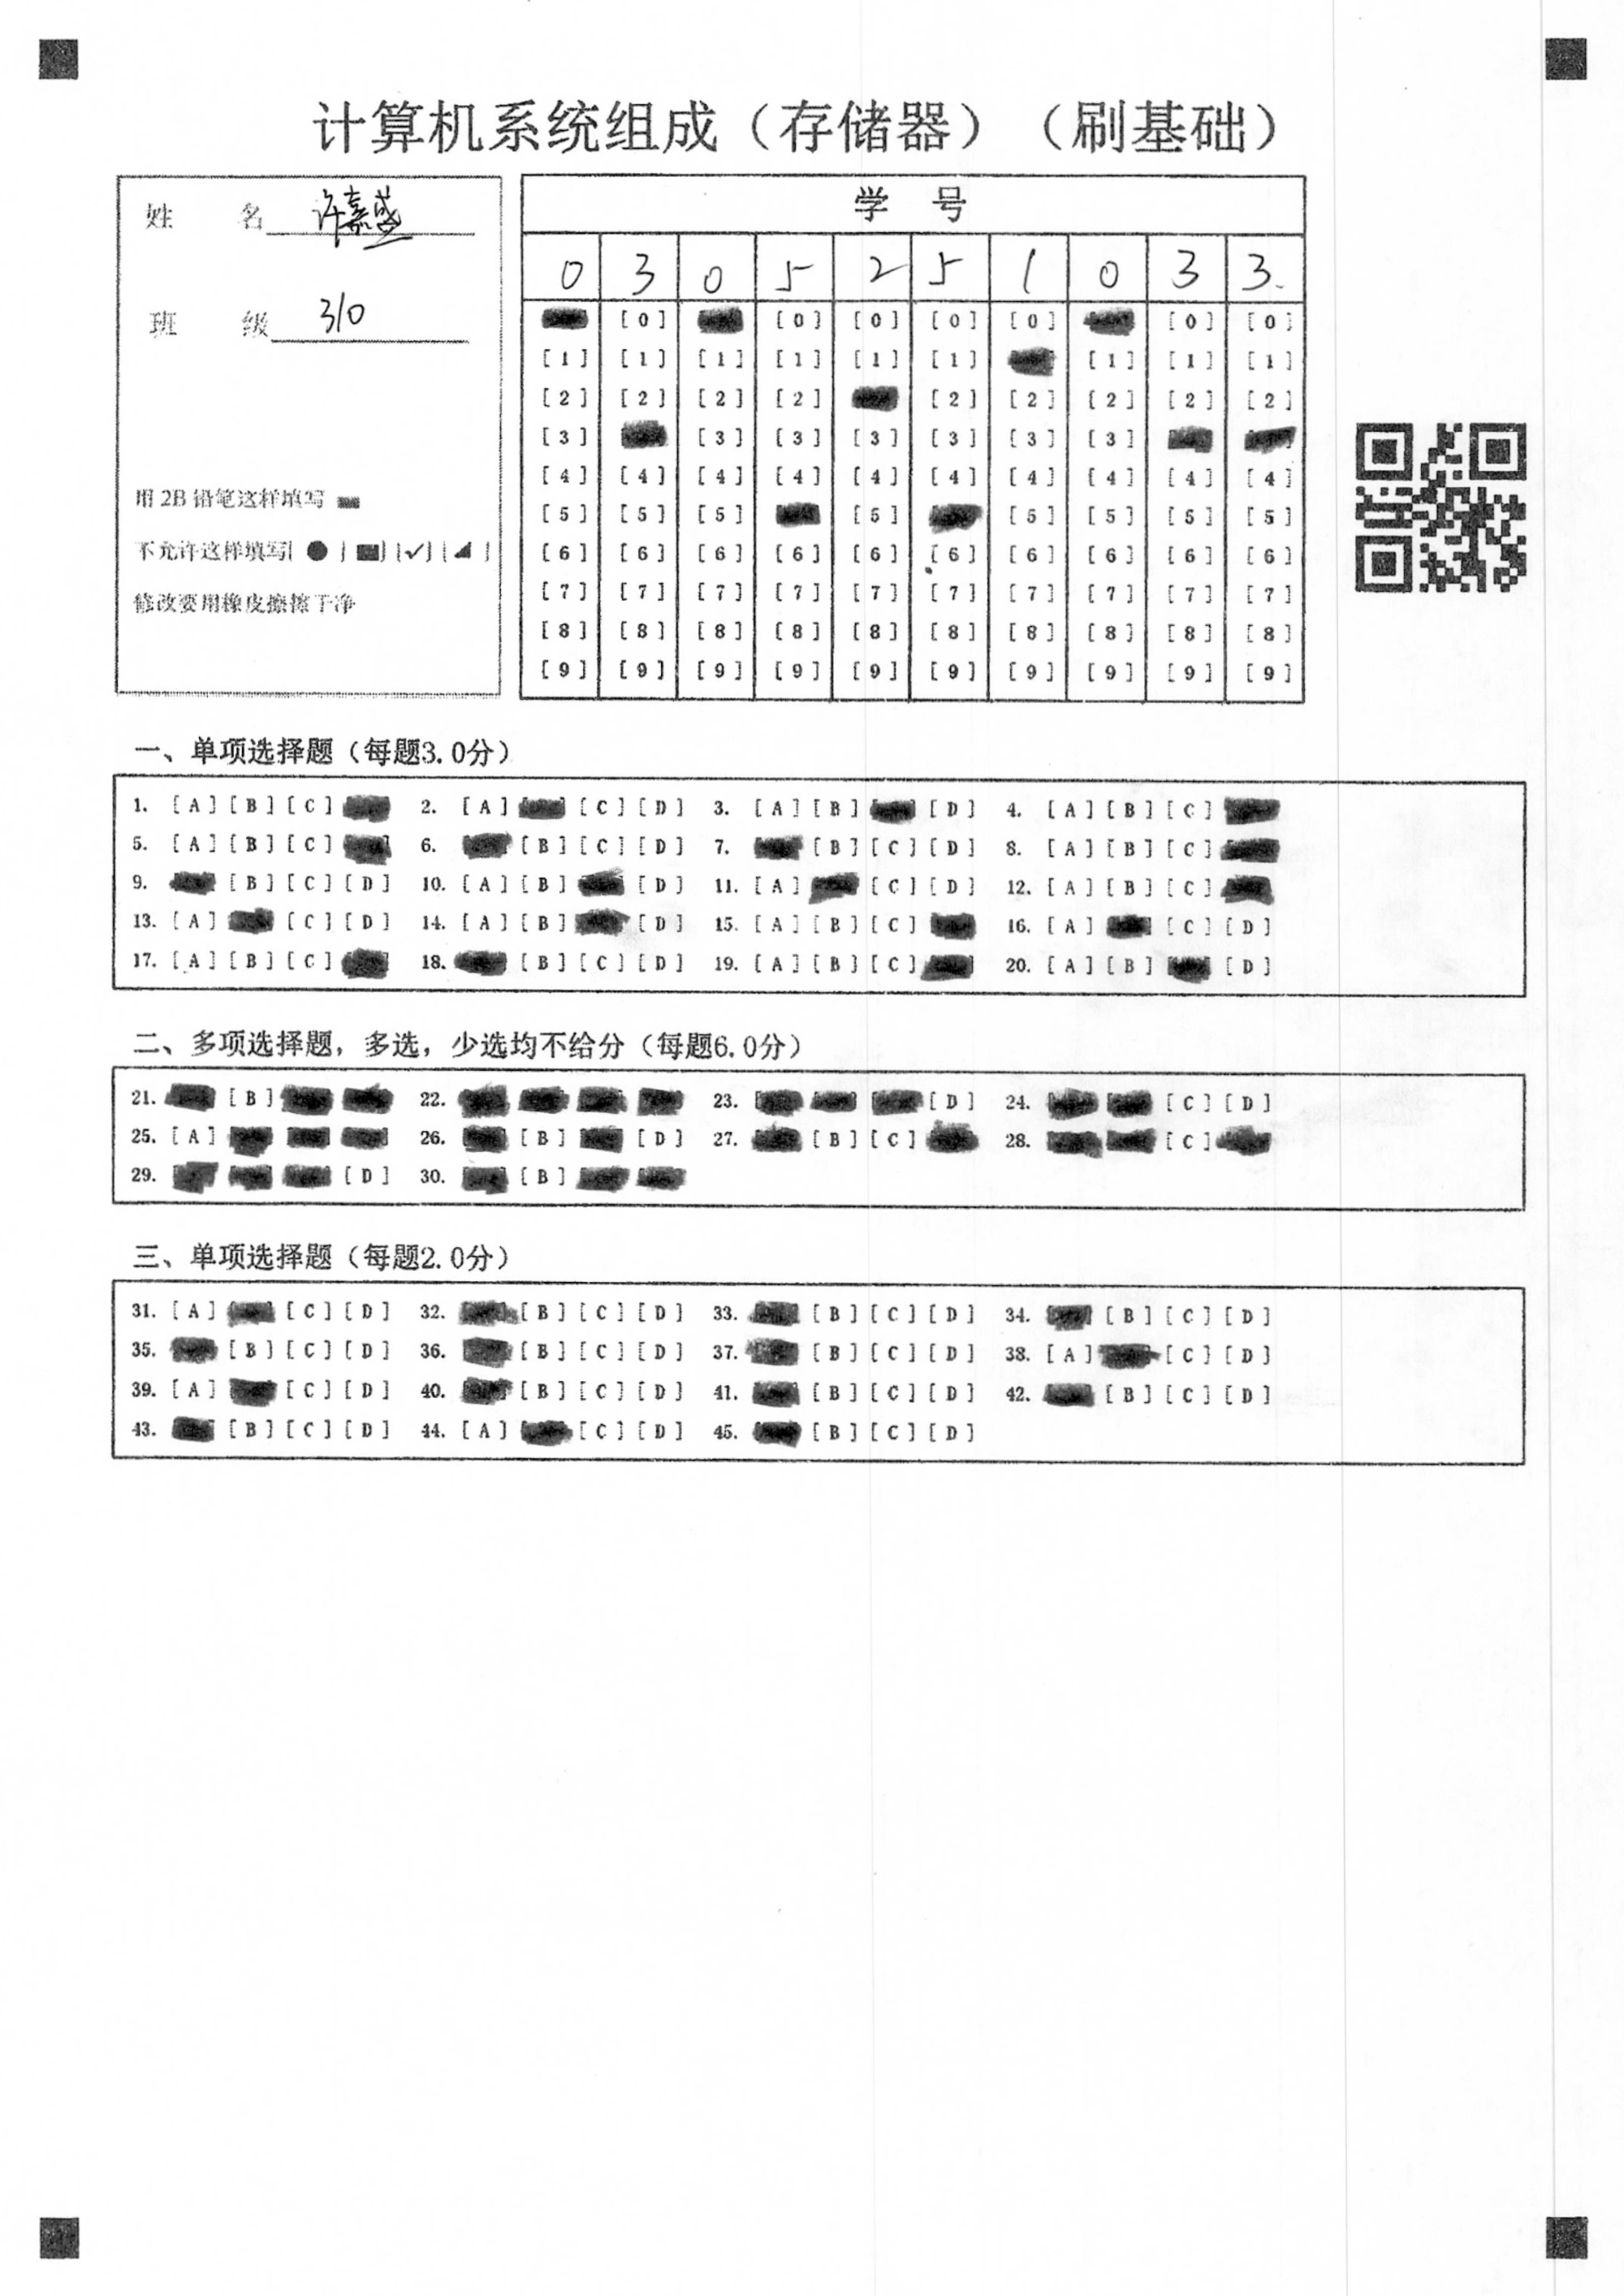 计算机系统组成（存储器）（刷基础）
姓 名 许嘉盛
班 级 310
用 2B 铅笔这样填写
不允许这样填写[ ● ] [■] [✓] [◢ ]
修改要用橡皮擦擦干净
学 号
0 3 0 5 2 5 1 0 3 3
[0] [0] [0] [0] [0] [0] [0]
[1] [1] [1] [1] [1] [1] [1] [1] [1]
[2] [2] [2] [2] [2] [2] [2] [2] [2]
[3] [3] [3] [3] [3] [3] [3]
[4] [4] [4] [4] [4] [4] [4] [4] [4] [4]
[5] [5] [5] [5] [5] [5] [5] [5]
[6] [6] [6] [6] [6] [6] [6] [6] [6] [6]
[7] [7] [7] [7] [7] [7] [7] [7] [7] [7]
[8] [8] [8] [8] [8] [8] [8] [8] [8] [8]
[9] [9] [9] [9] [9] [9] [9] [9] [9] [9]
一、单项选择题（每题3.0分）
1. [A] [B] [C] 2. [A] [C] [D] 3. [A] [B] [D] 4. [A] [B] [C]
5. [A] [B] [C] 6. [B] [C] [D] 7. [B] [C] [D] 8. [A] [B] [C]
9. [B] [C] [D] 10. [A] [B] [D] 11. [A] [C] [D] 12. [A] [B] [C]
13. [A] [C] [D] 14. [A] [B] [D] 15. [A] [B] [C] 16. [A] [C] [D]
17. [A] [B] [C] 18. [B] [C] [D] 19. [A] [B] [C] 20. [A] [B] [D]
二、多项选择题，多选，少选均不给分（每题6.0分）
21. [B] 22. 23. [D] 24. [C] [D]
25. [A] 26. [B] [D] 27. [B] [C] 28. [C]
29. [D] 30. [B]
三、单项选择题（每题2.0分）
31. [A] [C] [D] 32. [B] [C] [D] 33. [B] [C] [D] 34. [B] [C] [D]
35. [B] [C] [D] 36. [B] [C] [D] 37. [B] [C] [D] 38. [A] [C] [D]
39. [A] [C] [D] 40. [B] [C] [D] 41. [B] [C] [D] 42. [B] [C] [D]
43. [B] [C] [D] 44. [A] [C] [D] 45. [B] [C] [D]